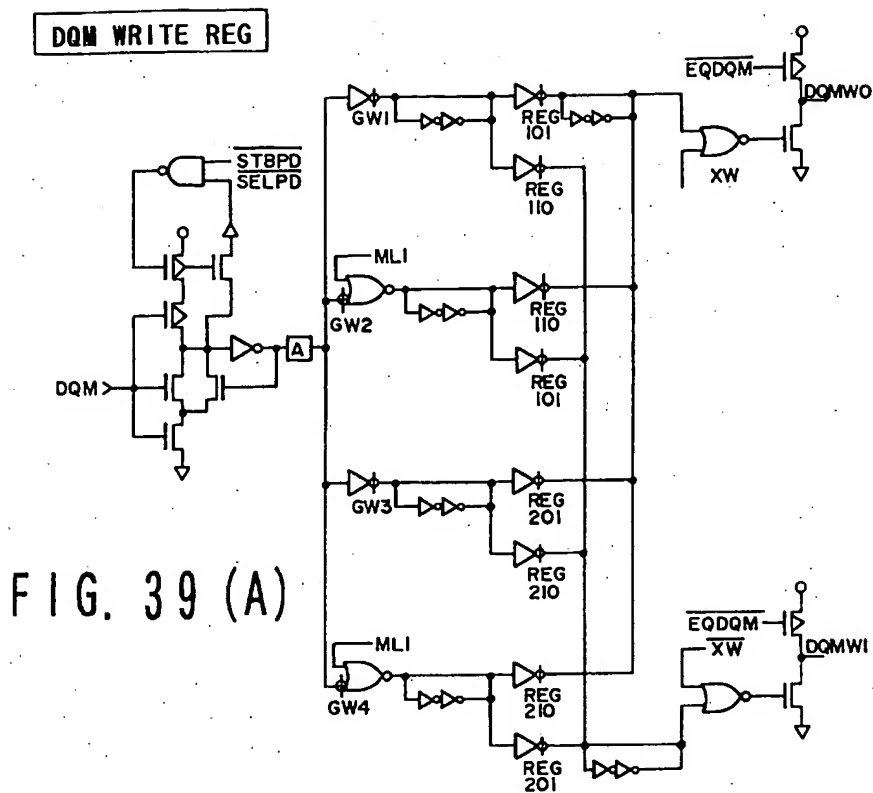 DQM WRITE REG
EQDQM
DQMW0
GW1
REG
101
XW
STBPD
SELPD
REG
110
ML1
GW2
REG
110
A
REG
101
DQM
GW3
REG
201
REG
210
FIG. 39 (A)
EQDQM
DQMW1
XW
ML1
GW4
REG
210
REG
201